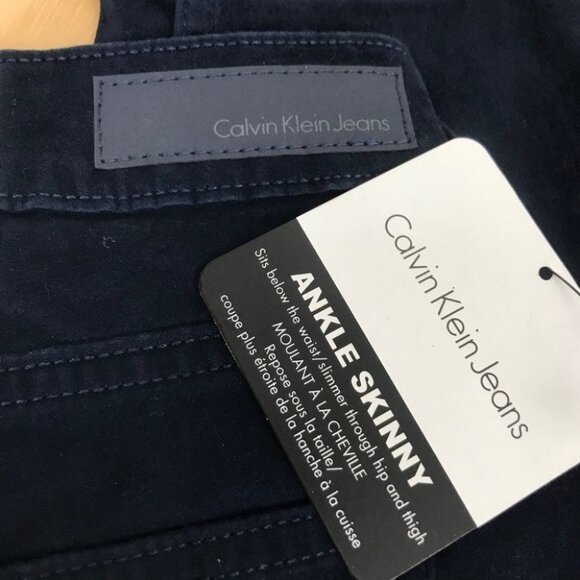 Calvin Klein Jeans
Calvin Klein Jeans
ANKLE SKINNY
Sits below the waist/slimmer through hip and thigh
MOULANT À LA CHEVILLE
Repose sous la taille/
coupe plus étroite de la hanche à la cuisse